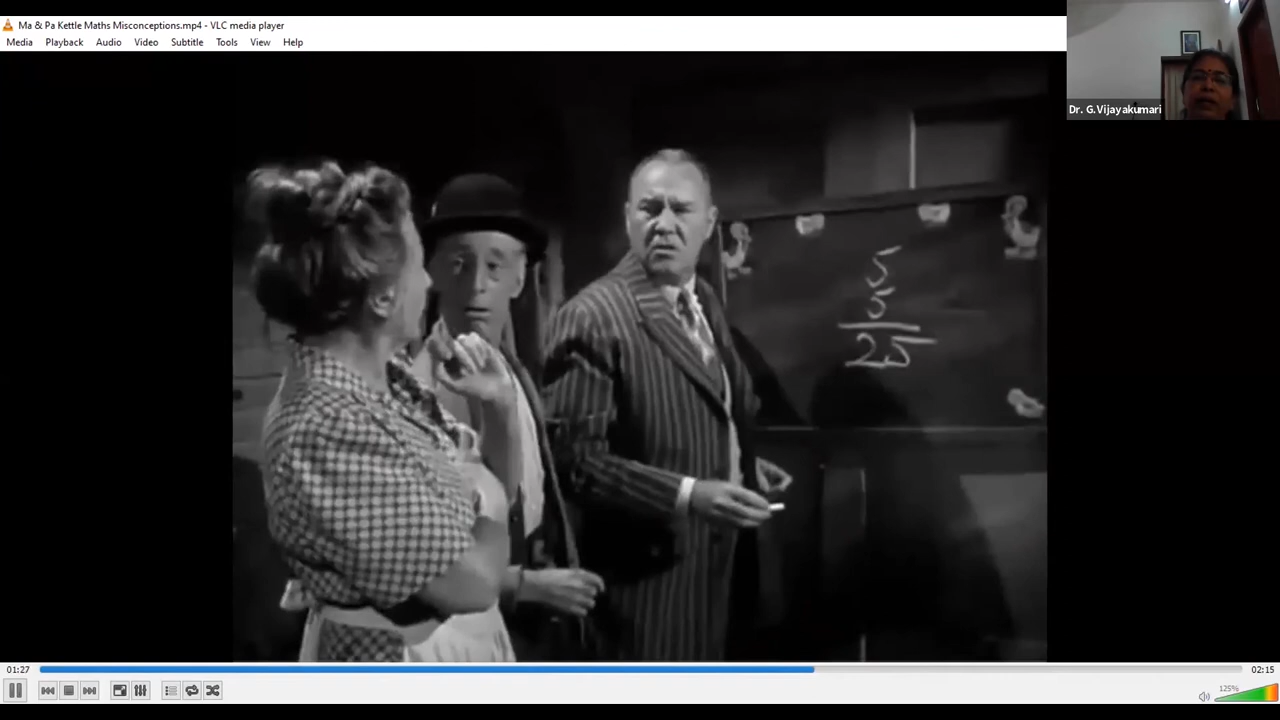 Ma & Pa Kettle Maths Misconceptions.mp4 - VLC media player
Media Playback Audio Video Subtitle Tools View Help
Dr. G.Vijayakumari
5
5
25
01:27
02:15
125%